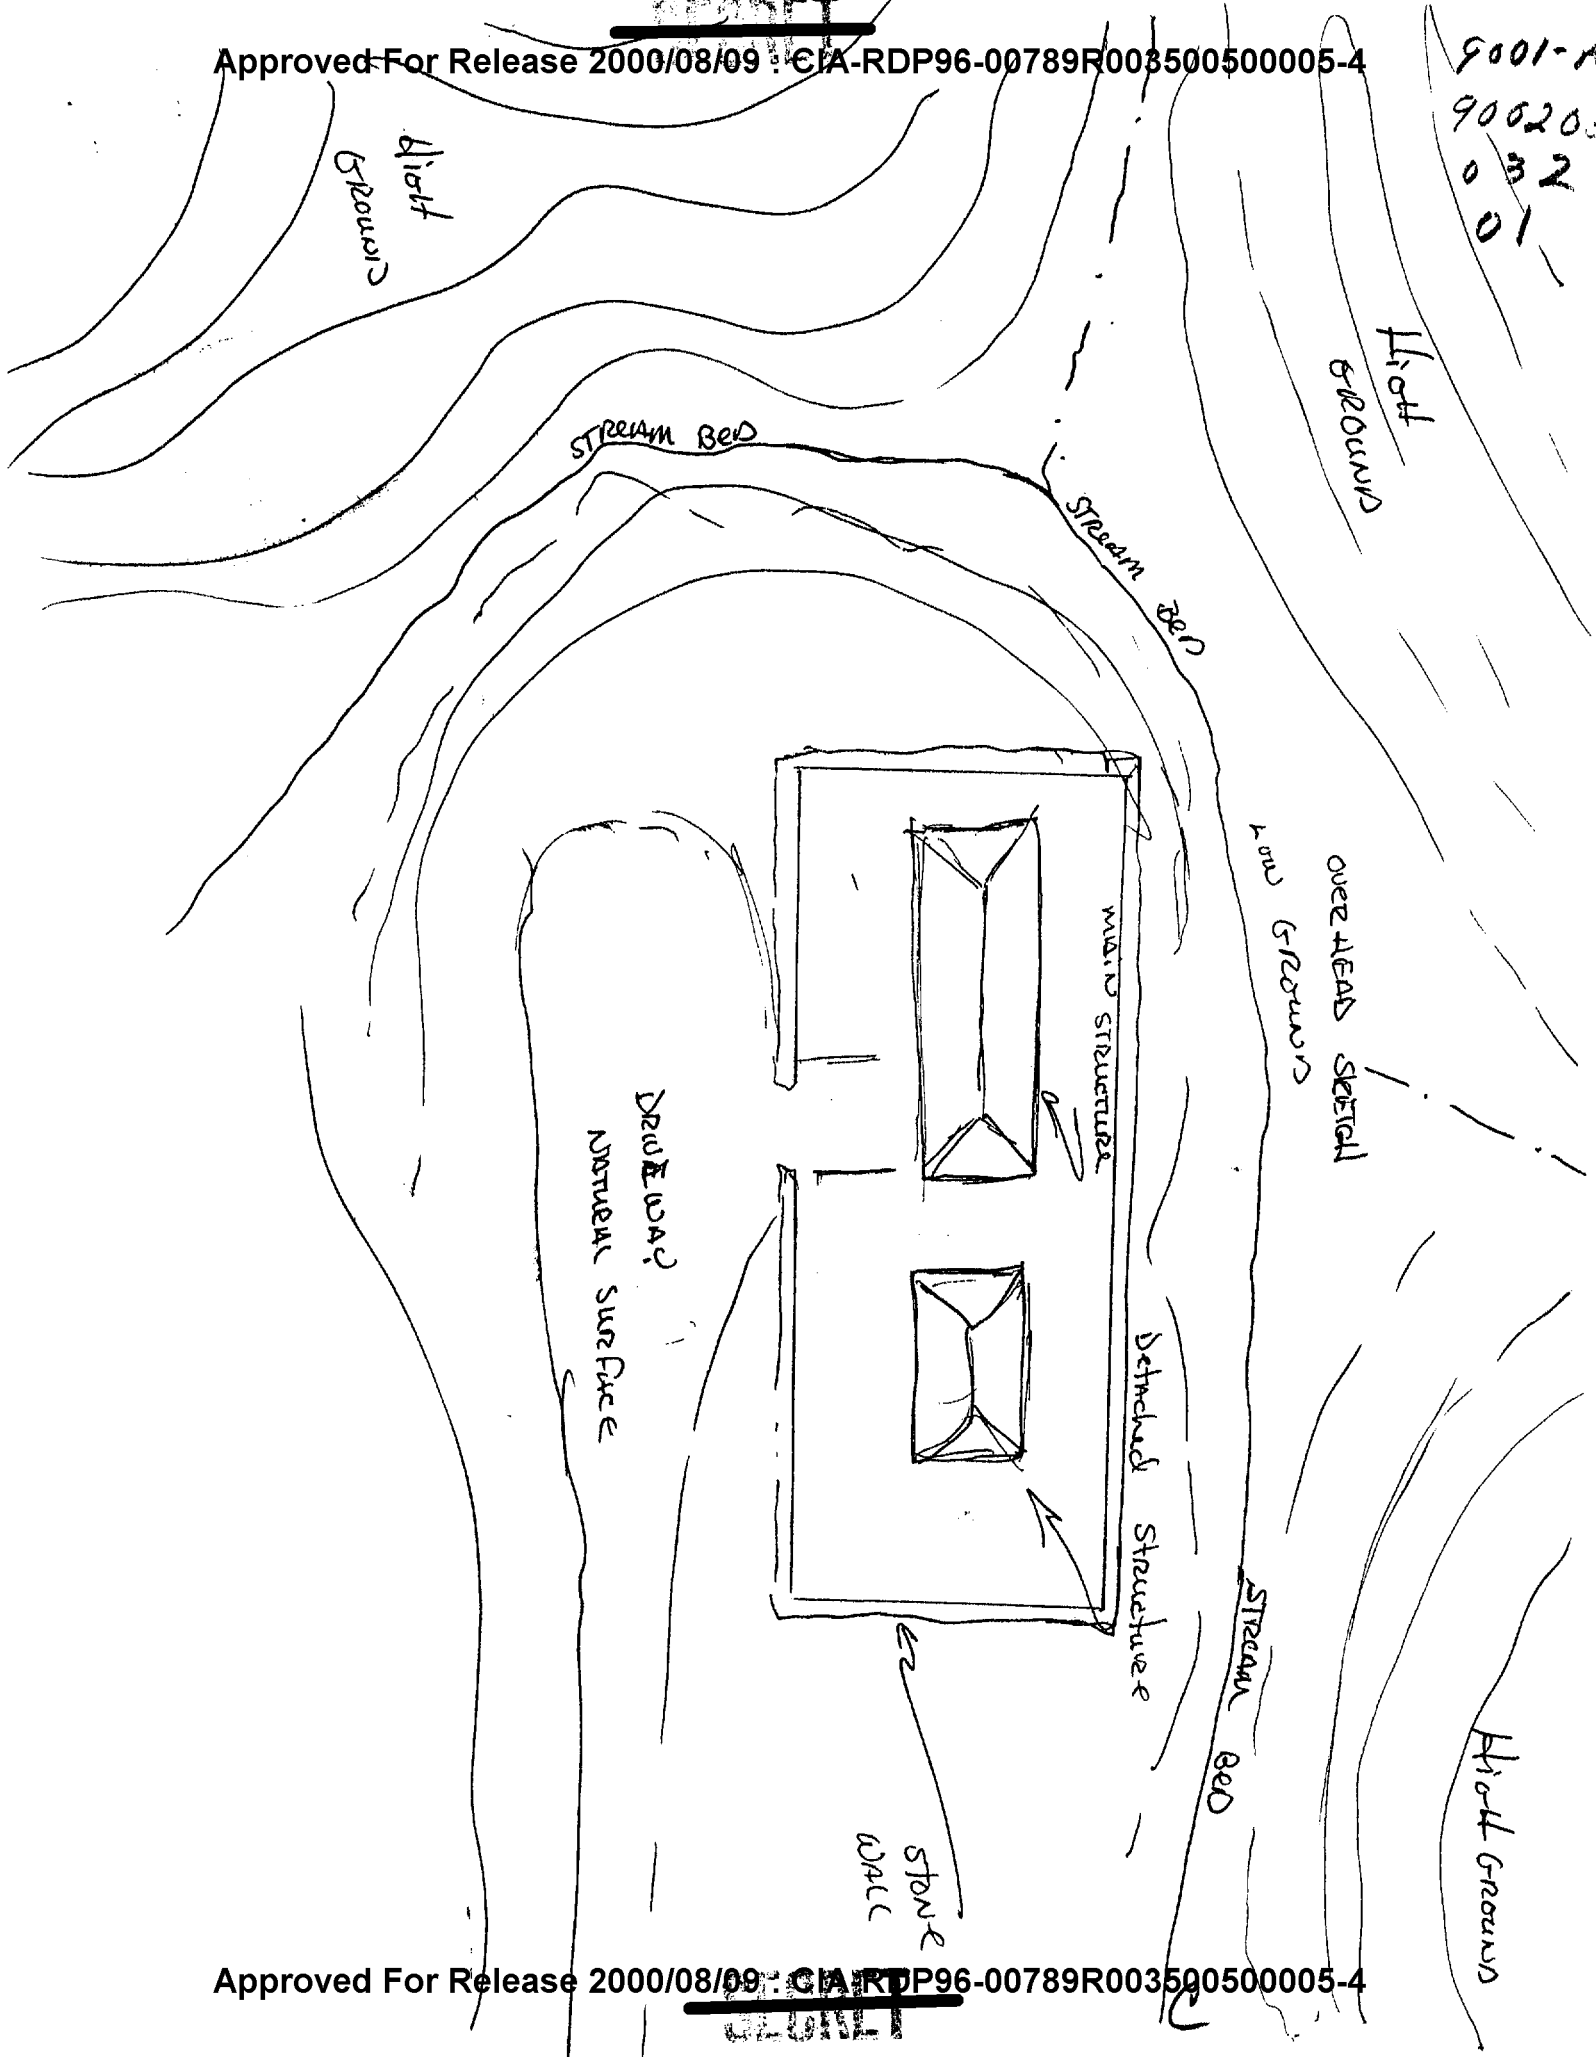 SECRET
Approved For Release 2000/08/09 : CIA-RDP96-00789R003500500005-4
032
01
HIGH
GROUND
HIGH
GROUND
STREAM BED
STREAM BED
OVERHEAD SKETCH
LOW GROUND
MAIN STRUCTURE
DRIVEWAY
NATURAL SURFACE
Detached Structure
STREAM BED
HIGH GROUND
STONE
WALL
Approved For Release 2000/08/09 : CIA-RDP96-00789R003500500005-4
SECRET